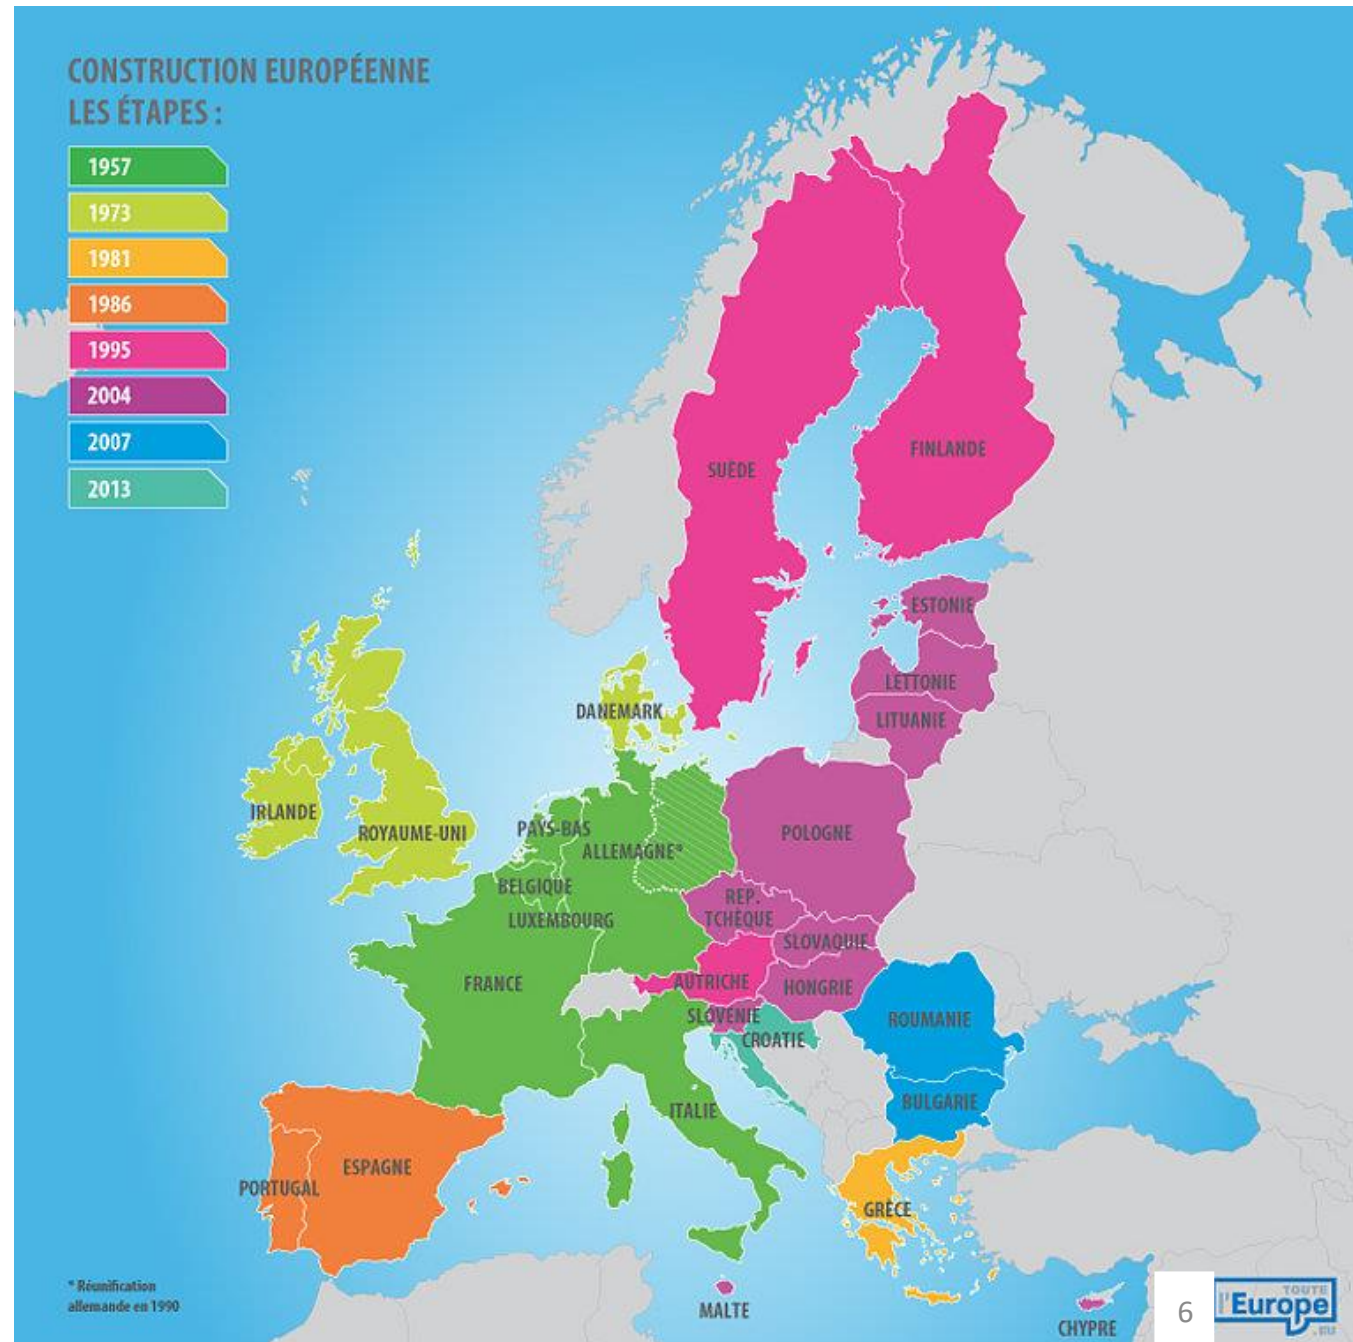 CONSTRUCTION EUROPÉENNE
LES ÉTAPES :
1957
1973
1981
1986
1995
2004
2007
2013
FINLANDE
SUÈDE
ESTONIE
LETTONIE
LITUANIE
DANEMARK
IRLANDE
ROYAUME-UNI
PAYS-BAS
ALLEMAGNE*
POLOGNE
BELGIQUE
LUXEMBOURG
REP.
TCHÈQUE
SLOVAQUIE
FRANCE
AUTRICHE
HONGRIE
SLOVÉNIE
CROATIE
ROUMANIE
BULGARIE
ITALIE
ESPAGNE
PORTUGAL
GRÈCE
MALTE
CHYPRE
* Réunification
allemande en 1990
6
TOUTE
l'Europe
.EU